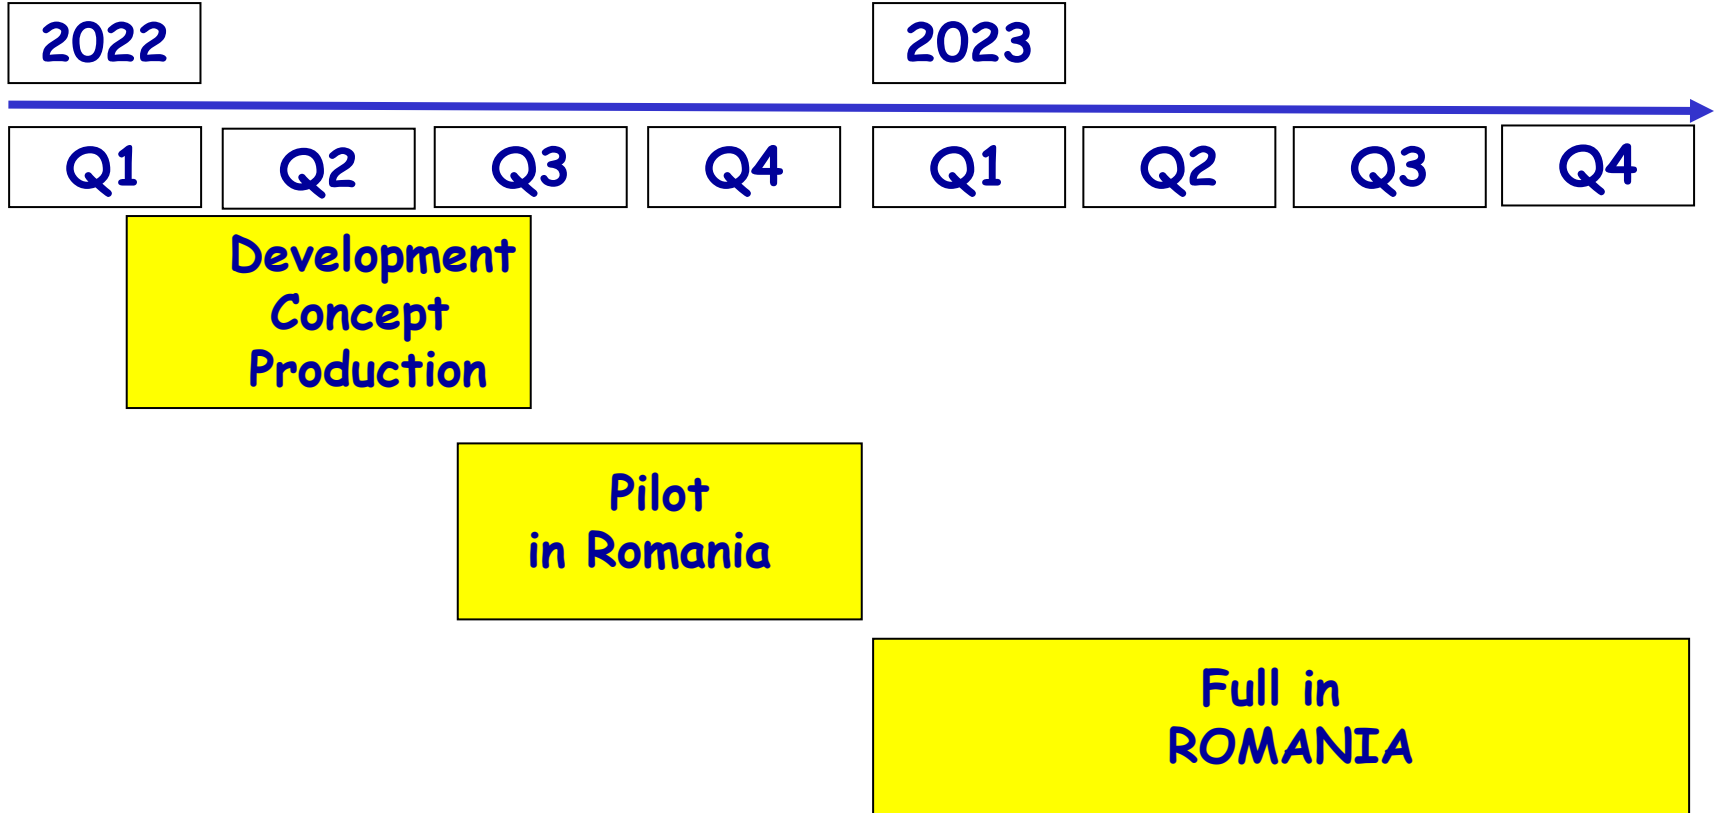 2022 2023
Q1 Q2 Q3 Q4 Q1 Q2 Q3 Q4
Development
Concept
Production
Pilot
in Romania
Full in
ROMANIA